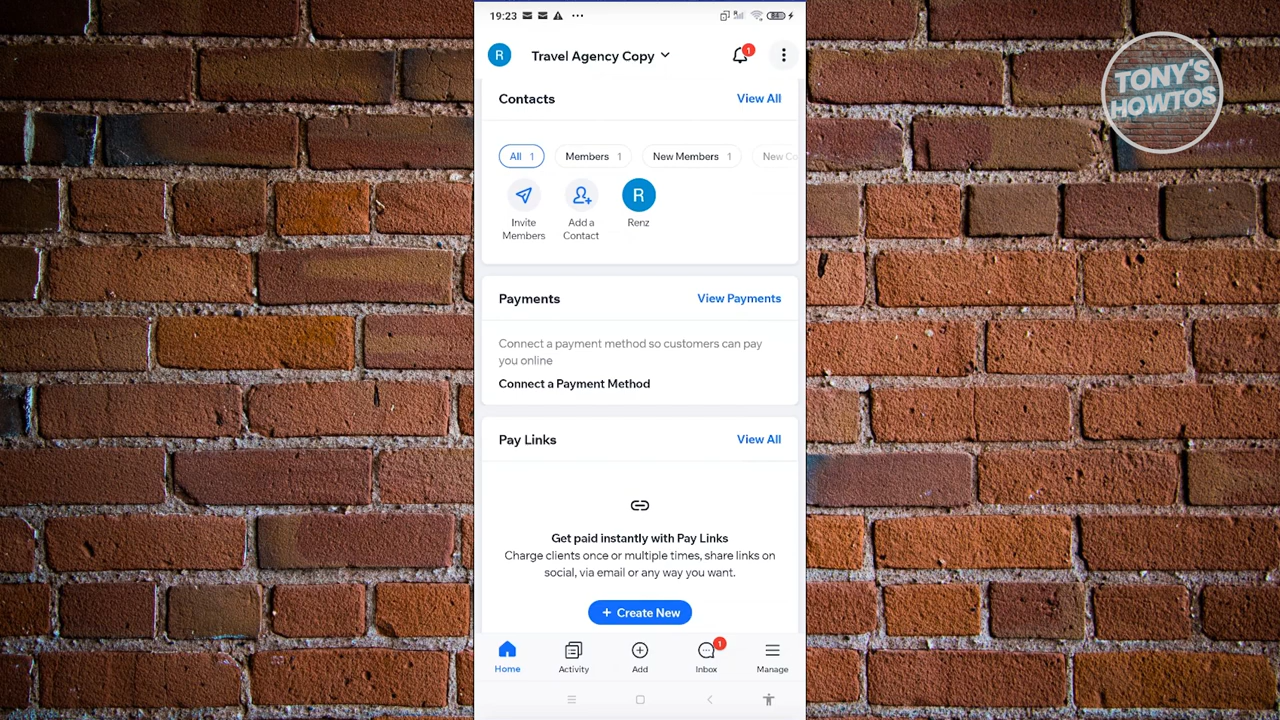 19:23
R
Travel Agency Copy
1
TONY'S
HOWTOS
Contacts
View All
All 1
Members 1
New Members 1
New Co
R
Invite
Members
Add a
Contact
Renz
Payments
View Payments
Connect a payment method so customers can pay
you online
Connect a Payment Method
Pay Links
View All
Get paid instantly with Pay Links
Charge clients once or multiple times, share links on
social, via email or any way you want.
+ Create New
1
Home
Activity
Add
Inbox
Manage